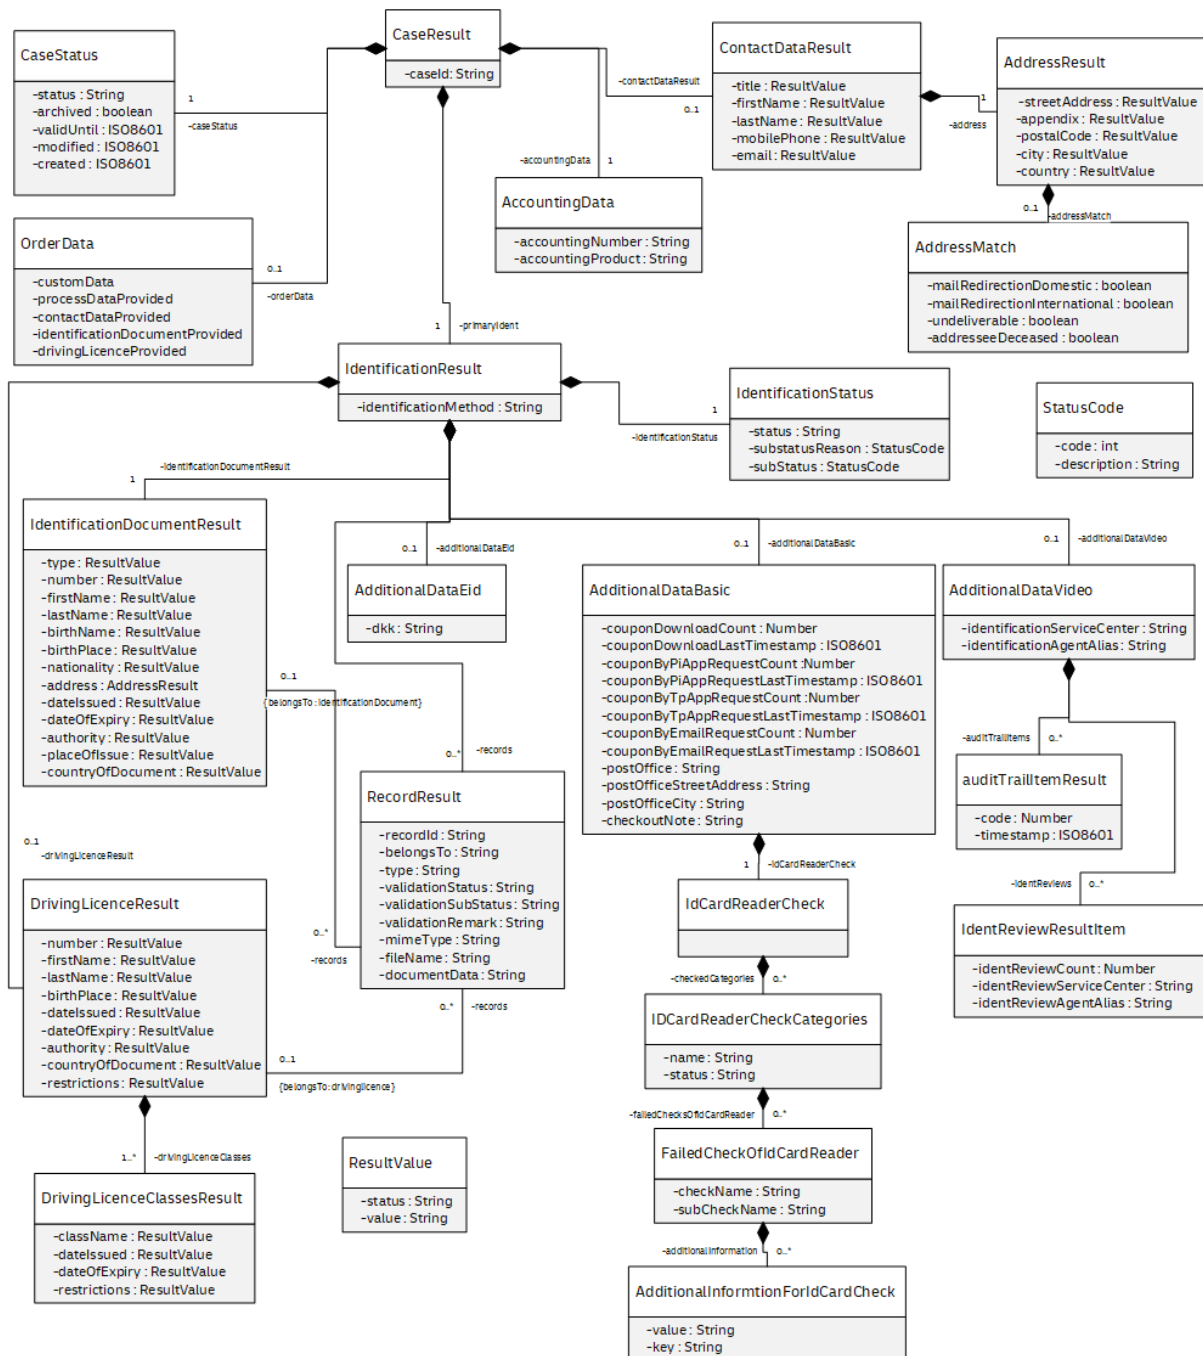 CaseResult
-caseId: String
CaseStatus
-status : String
-archived : boolean
-validUntil : ISO8601
-modified : ISO8601
-created : ISO8601
1
-caseStatus
-contactDataResult
0..1
ContactDataResult
-title : ResultValue
-firstName : ResultValue
-lastName : ResultValue
-mobilePhone : ResultValue
-email : ResultValue
1
-address
AddressResult
-streetAddress : ResultValue
-appendix : ResultValue
-postalCode : ResultValue
-city : ResultValue
-country : ResultValue
-accountingData
1
AccountingData
-accountingNumber : String
-accountingProduct : String
0..1
-addressMatch
AddressMatch
-mailRedirectionDomestic : boolean
-mailRedirectionInternational : boolean
-undeliverable : boolean
-addresseeDeceased : boolean
OrderData
-customData
-processDataProvided
-contactDataProvided
-identificationDocumentProvided
-drivingLicenceProvided
0..1
-orderData
1
-primaryIdent
IdentificationResult
-identificationMethod : String
1
-identificationStatus
IdentificationStatus
-status : String
-substatusReason : StatusCode
-subStatus : StatusCode
StatusCode
-code : int
-description : String
-identificationDocumentResult
1
IdentificationDocumentResult
-type : ResultValue
-number : ResultValue
-firstName : ResultValue
-lastName : ResultValue
-birthName : ResultValue
-birthPlace : ResultValue
-nationality : ResultValue
-address : AddressResult
-dateIssued : ResultValue
-dateOfExpiry : ResultValue
-authority : ResultValue
-placeOfIssue : ResultValue
-countryOfDocument : ResultValue
0..1
{belongsTo:IdentificationDocument}
0..1
-additionalDataEid
AdditionalDataEid
-dkk : String
0..1
-additionalDataBasic
AdditionalDataBasic
-couponDownloadCount : Number
-couponDownloadLastTimestamp : ISO8601
-couponByPiAppRequestCount :Number
-couponByPiAppRequestLastTimestamp : ISO8601
-couponByTpAppRequestCount :Number
-couponByTpAppRequestLastTimestamp : ISO8601
-couponByEmailRequestCount : Number
-couponByEmailRequestLastTimestamp : ISO8601
-postOffice : String
-postOfficeStreetAddress : String
-postOfficeCity : String
-checkoutNote : String
0..1
-additionalDataVideo
AdditionalDataVideo
-identificationServiceCenter : String
-identificationAgentAlias : String
-auditTrailItems
0..*
auditTrailItemResult
-code : Number
-timestamp : ISO8601
0..*
-records
RecordResult
-recordId : String
-belongsTo : String
-type : String
-validationStatus : String
-validationSubStatus : String
-validationRemark : String
-mimeType : String
-fileName : String
-documentData : String
0..*
-records
0..*
-records
0..1
-drivingLicenceResult
DrivingLicenceResult
-number : ResultValue
-firstName : ResultValue
-lastName : ResultValue
-birthPlace : ResultValue
-dateIssued : ResultValue
-dateOfExpiry : ResultValue
-authority : ResultValue
-countryOfDocument : ResultValue
-restrictions : ResultValue
0..1
{belongsTo:drivinglicence}
1
-idCardReaderCheck
IdCardReaderCheck
-identReviews
0..*
IdentReviewResultItem
-identReviewCount : Number
-identReviewServiceCenter : String
-identReviewAgentAlias : String
-checkedCategories
0..*
IDCardReaderCheckCategories
-name : String
-status : String
-failedChecksOfIdCardReader
0..*
FailedCheckOfIdCardReader
-checkName : String
-subCheckName : String
1..*
-drivingLicenceClasses
DrivingLicenceClassesResult
-className : ResultValue
-dateIssued : ResultValue
-dateOfExpiry : ResultValue
-restrictions : ResultValue
ResultValue
-status : String
-value : String
-additionalInformation
0..*
AdditionalInformtionForIdCardCheck
-value : String
-key : String